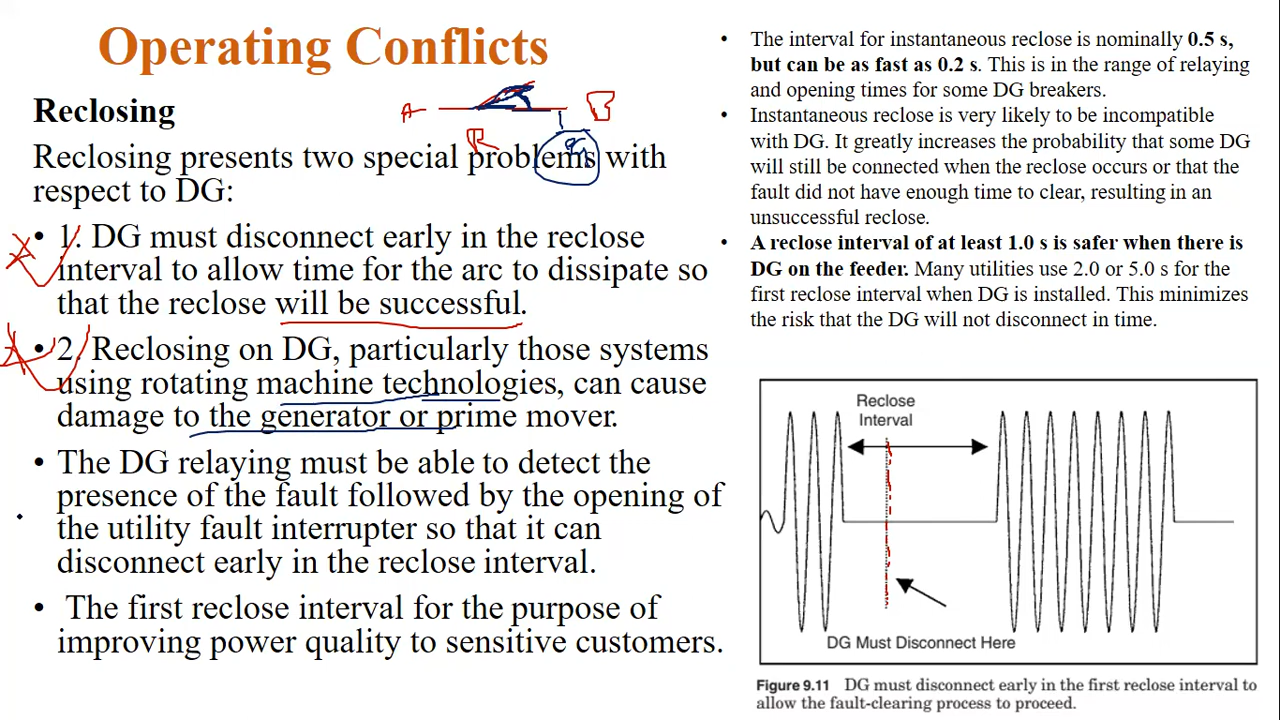 Operating Conflicts
Reclosing
A
R
B
G
Reclosing presents two special problems with
respect to DG:
• 1. DG must disconnect early in the reclose
interval to allow time for the arc to dissipate so
that the reclose will be successful.
• 2. Reclosing on DG, particularly those systems
using rotating machine technologies, can cause
damage to the generator or prime mover.
• The DG relaying must be able to detect the
presence of the fault followed by the opening of
the utility fault interrupter so that it can
disconnect early in the reclose interval.
• The first reclose interval for the purpose of
improving power quality to sensitive customers.
• The interval for instantaneous reclose is nominally 0.5 s,
but can be as fast as 0.2 s. This is in the range of relaying
and opening times for some DG breakers.
• Instantaneous reclose is very likely to be incompatible
with DG. It greatly increases the probability that some DG
will still be connected when the reclose occurs or that the
fault did not have enough time to clear, resulting in an
unsuccessful reclose.
• A reclose interval of at least 1.0 s is safer when there is
DG on the feeder. Many utilities use 2.0 or 5.0 s for the
first reclose interval when DG is installed. This minimizes
the risk that the DG will not disconnect in time.
Reclose
Interval
DG Must Disconnect Here
Figure 9.11 DG must disconnect early in the first reclose interval to
allow the fault-clearing process to proceed.